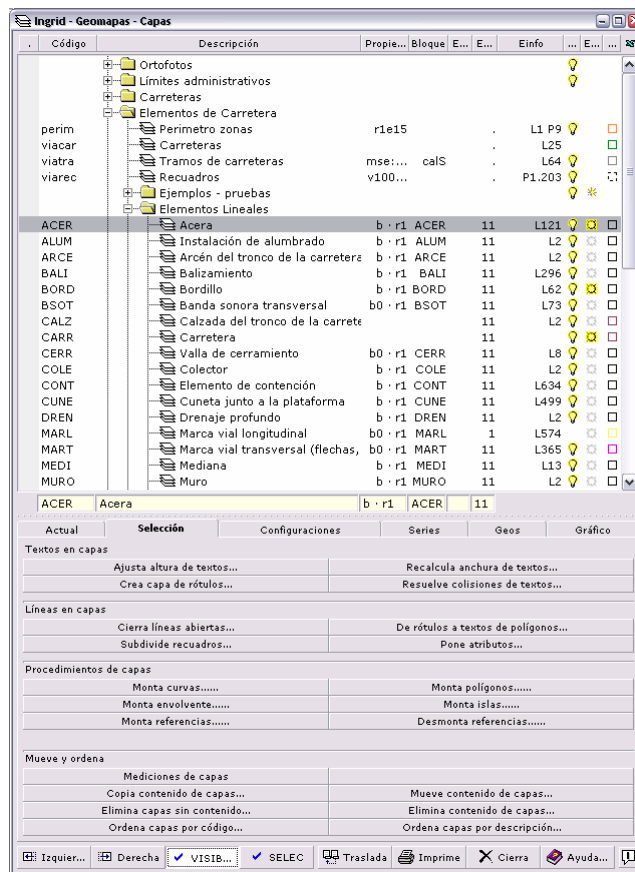 Ingrid - Geomapas - Capas
. Código Descripción Propie... Bloque E... E... Einfo ... E... ...
Ortofotos
Límites administrativos
Carreteras
Elementos de Carretera
perim Perimetro zonas r1e15 . L1 P9
viacar Carreteras . L25
viatra Tramos de carreteras mse:... calS . L64
viarec Recuadros v100... . P1.203
Ejemplos - pruebas
Elementos Lineales
ACER Acera b · r1 ACER 11 L121
ALUM Instalación de alumbrado b · r1 ALUM 11 L2
ARCE Arcén del tronco de la carretera b · r1 ARCE 11 L2
BALI Balizamiento b · r1 BALI 11 L296
BORD Bordillo b · r1 BORD 11 L62
BSOT Banda sonora transversal b0 · r1 BSOT 11 L73
CALZ Calzada del tronco de la carrete 11 L2
CARR Carretera 11
CERR Valla de cerramiento b0 · r1 CERR 11 L8
COLE Colector b · r1 COLE 11 L2
CONT Elemento de contención b · r1 CONT 11 L634
CUNE Cuneta junto a la plataforma b · r1 CUNE 11 L499
DREN Drenaje profundo b · r1 DREN 11 L2
MARL Marca vial longitudinal b0 · r1 MARL 1 L574
MART Marca vial transversal (flechas, b0 · r1 MART 11 L365
MEDI Mediana b · r1 MEDI 11 L13
MURO Muro b · r1 MURO 11 L2
ACER Acera b · r1 ACER 11
Actual Selección Configuraciones Series Geos Gráfico
Textos en capas
Ajusta altura de textos... Recalcula anchura de textos...
Crea capa de rótulos... Resuelve colisiones de textos...
Líneas en capas
Cierra líneas abiertas... De rótulos a textos de polígonos...
Subdivide recuadros... Pone atributos...
Procedimientos de capas
Monta curvas...... Monta polígonos......
Monta envolvente...... Monta islas......
Monta referencias...... Desmonta referencias......
Mueve y ordena
Mediciones de capas
Copia contenido de capas... Mueve contenido de capas...
Elimina capas sin contenido... Elimina contenido de capas...
Ordena capas por código... Ordena capas por descripción...
Izquier... Derecha VISIB... SELEC Traslada Imprime Cierra Ayuda...